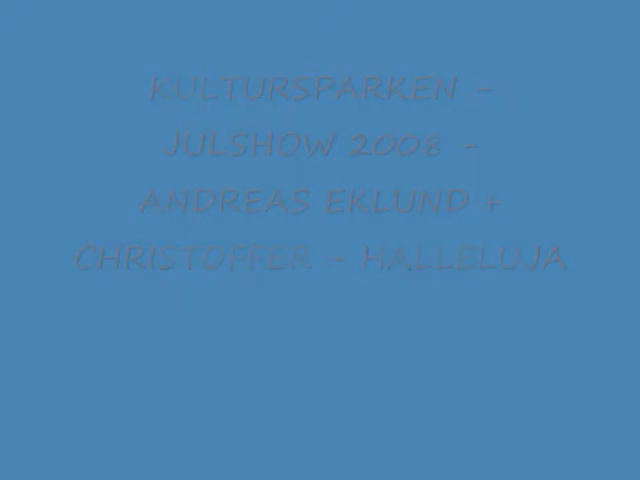 KULTURSPARKEN -
JULSHOW 2008 -
ANDREAS EKLUND +
CHRISTOFFER - HALLELUJA